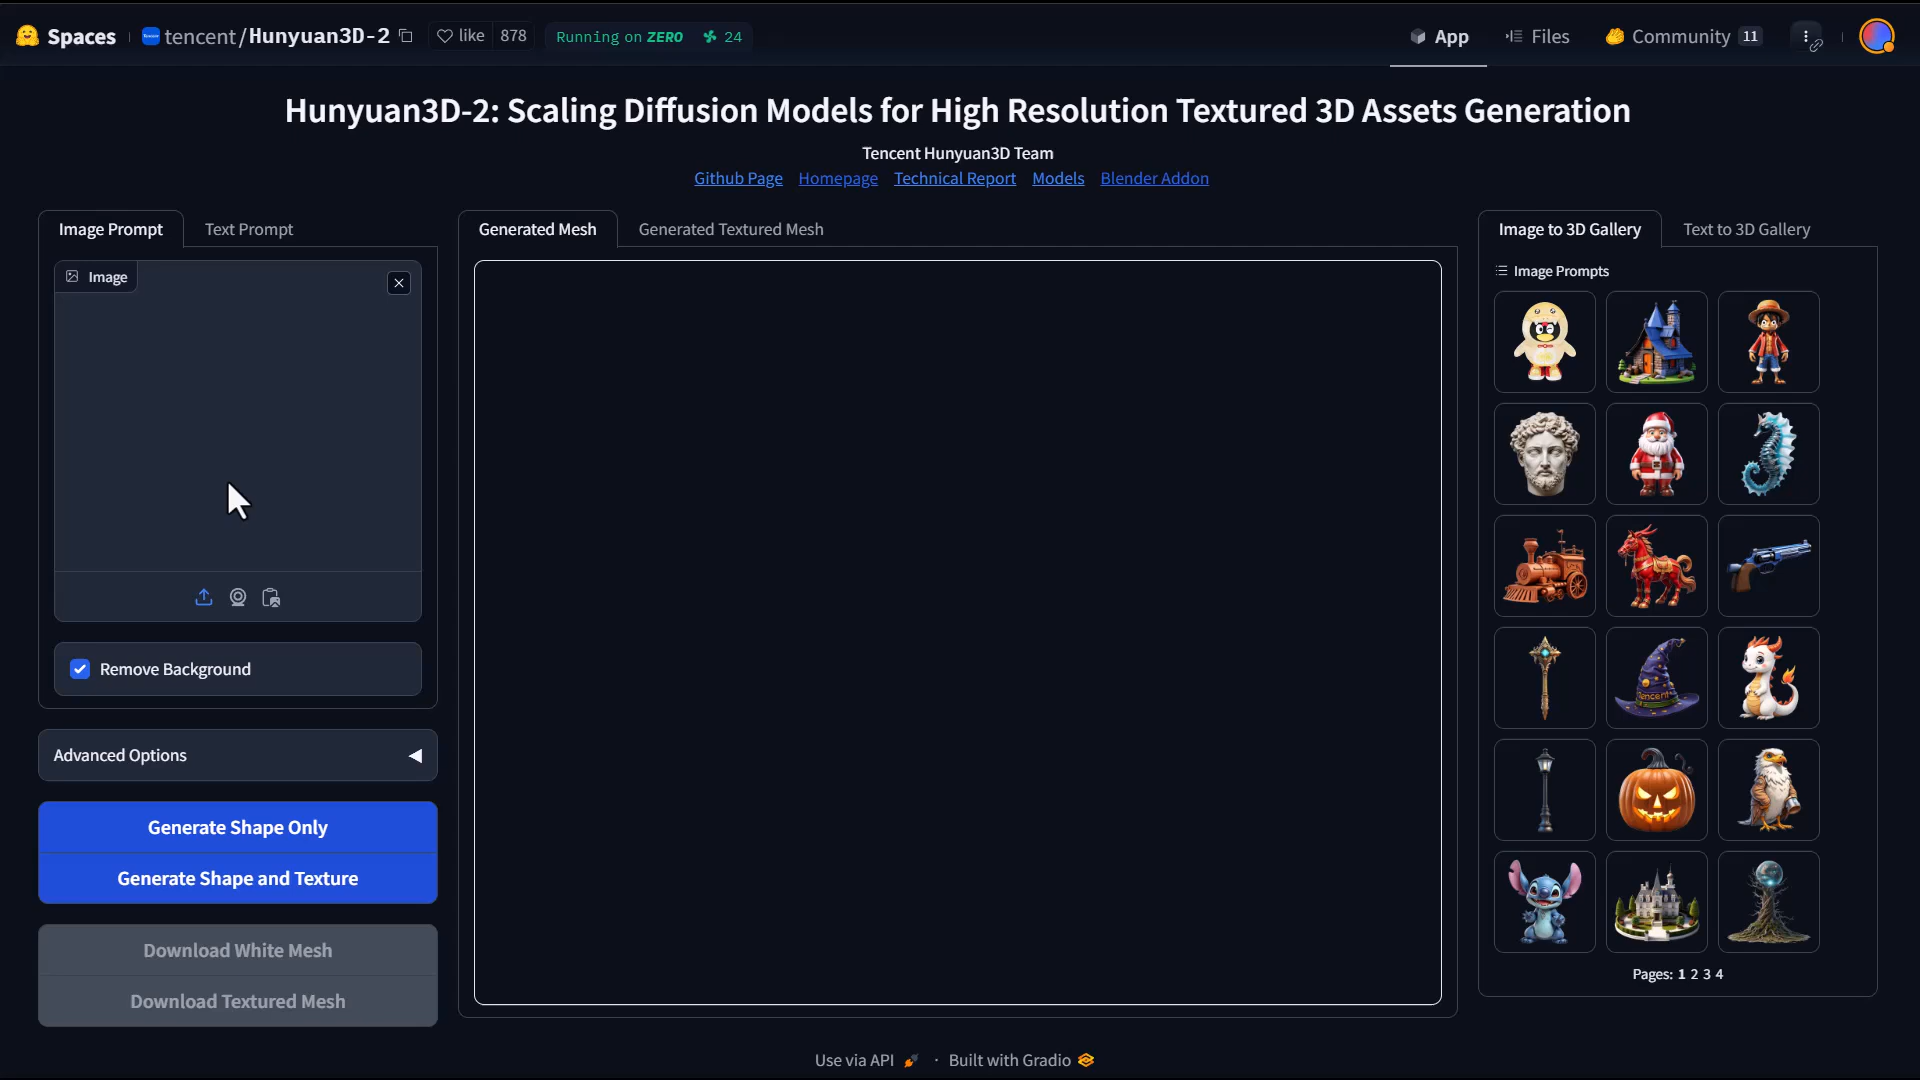 Spaces
tencent/Hunyuan3D-2
like 878
Running on ZERO 24
App
Files
Community 11
Hunyuan3D-2: Scaling Diffusion Models for High Resolution Textured 3D Assets Generation
Tencent Hunyuan3D Team
Github Page Homepage Technical Report Models Blender Addon
Image Prompt Text Prompt
Image
Remove Background
Advanced Options
Generate Shape Only
Generate Shape and Texture
Download White Mesh
Download Textured Mesh
Generated Mesh Generated Textured Mesh
Image to 3D Gallery Text to 3D Gallery
Image Prompts
Tencent
Pages: 1 2 3 4
Use via API · Built with Gradio